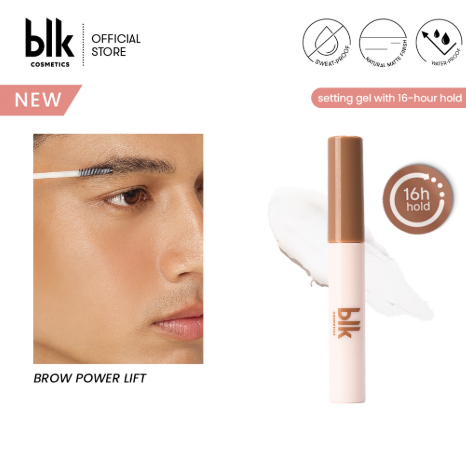 blk
COSMETICS
OFFICIAL
STORE
SWEAT-PROOF
NATURAL MATTE FINISH
WATER-PROOF
NEW
setting gel with 16-hour hold
16h
hold
blk
COSMETICS
BROW POWER LIFT